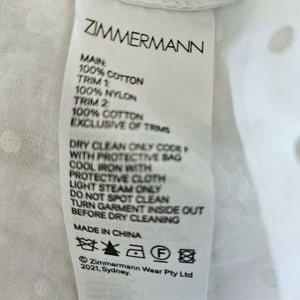 ZIMMERMANN
MAIN:
100% COTTON
TRIM 1:
100% NYLON
TRIM 2:
100% COTTON
EXCLUSIVE OF TRIMS
DRY CLEAN ONLY CODE P
WITH PROTECTIVE BAG
COOL IRON WITH
PROTECTIVE CLOTH
LIGHT STEAM ONLY
DO NOT SPOT CLEAN
TURN GARMENT INSIDE OUT
BEFORE DRY CLEANING
MADE IN CHINA
© Zimmermann Wear Pty Ltd
2021, Sydney.